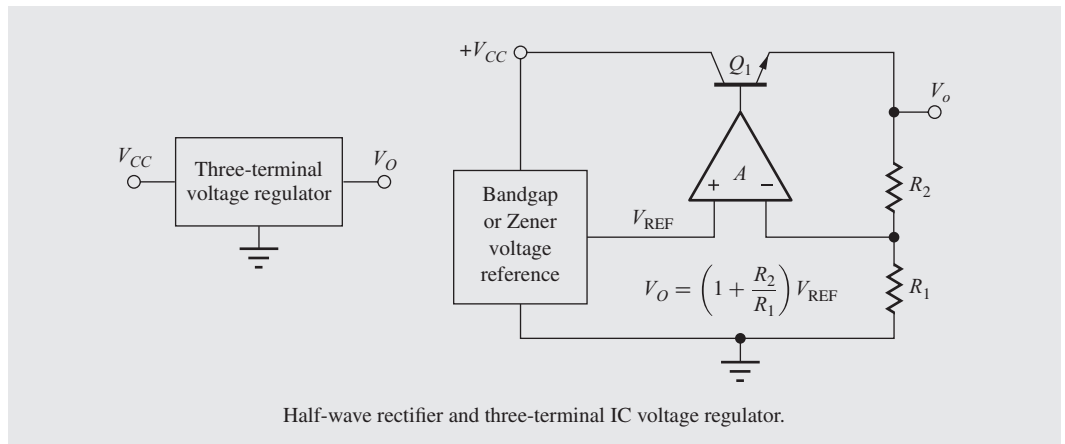 V_CC
Three-terminal
voltage regulator
V_O
+V_CC
Q_1
V_o
A
+ −
R_2
Bandgap
or Zener
voltage
reference
V_REF
V_O = (1 + R_2/R_1) V_REF
R_1
Half-wave rectifier and three-terminal IC voltage regulator.